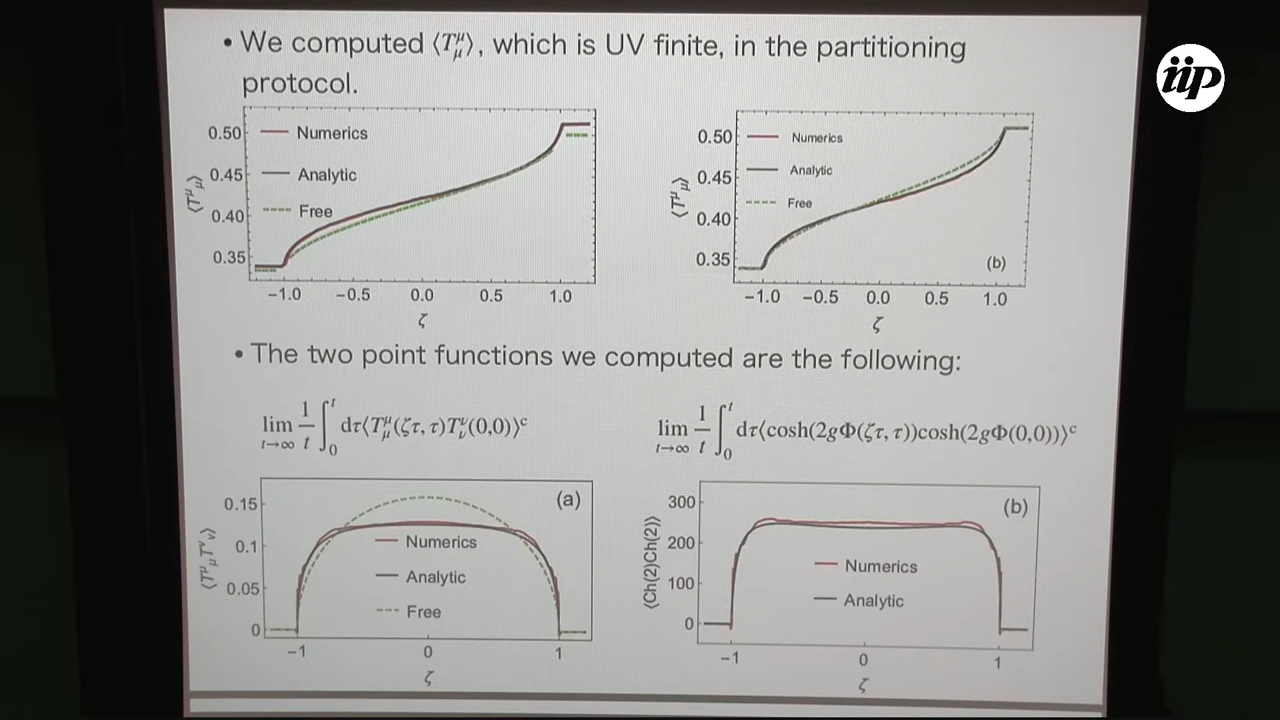 • We computed ⟨T^μ_μ⟩, which is UV finite, in the partitioning
protocol.
iip
0.50
0.45
0.40
0.35
⟨T^μ_μ⟩
Numerics
Analytic
Free
−1.0 −0.5 0.0 0.5 1.0
ζ
0.50
0.45
0.40
0.35
⟨T^μ_μ⟩
Numerics
Analytic
Free
(b)
−1.0 −0.5 0.0 0.5 1.0
ζ
• The two point functions we computed are the following:
lim_{t→∞} 1/t ∫_0^t dτ⟨T^μ_μ(ζτ, τ)T^ν_ν(0,0)⟩^c
lim_{t→∞} 1/t ∫_0^t dτ⟨cosh(2gΦ(ζτ, τ))cosh(2gΦ(0,0))⟩^c
0.15
0.1
0.05
0
⟨T^μ_μ T^ν_ν⟩
(a)
Numerics
Analytic
Free
−1 0 1
ζ
300
200
100
0
⟨Ch(2)Ch(2)⟩
(b)
Numerics
Analytic
−1 0 1
ζ